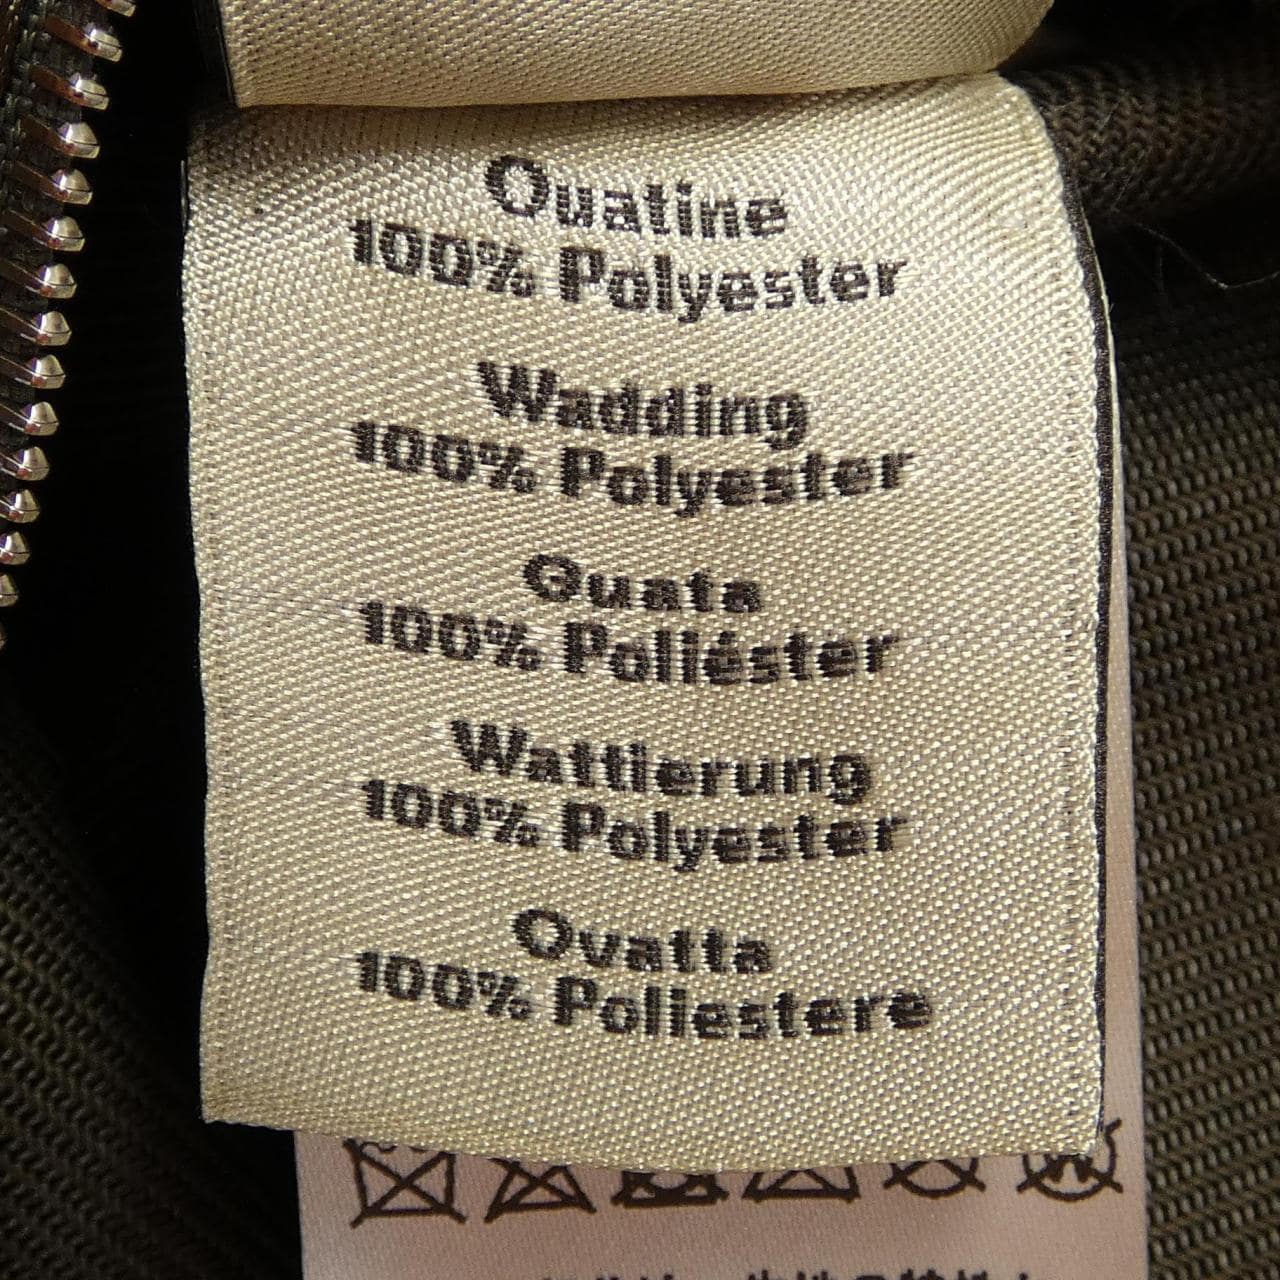 Ouatine
100% Polyester
Wadding
100% Polyester
Guata
100% Poliéster
Wattierung
100% Polyester
Ovatta
100% Poliestere